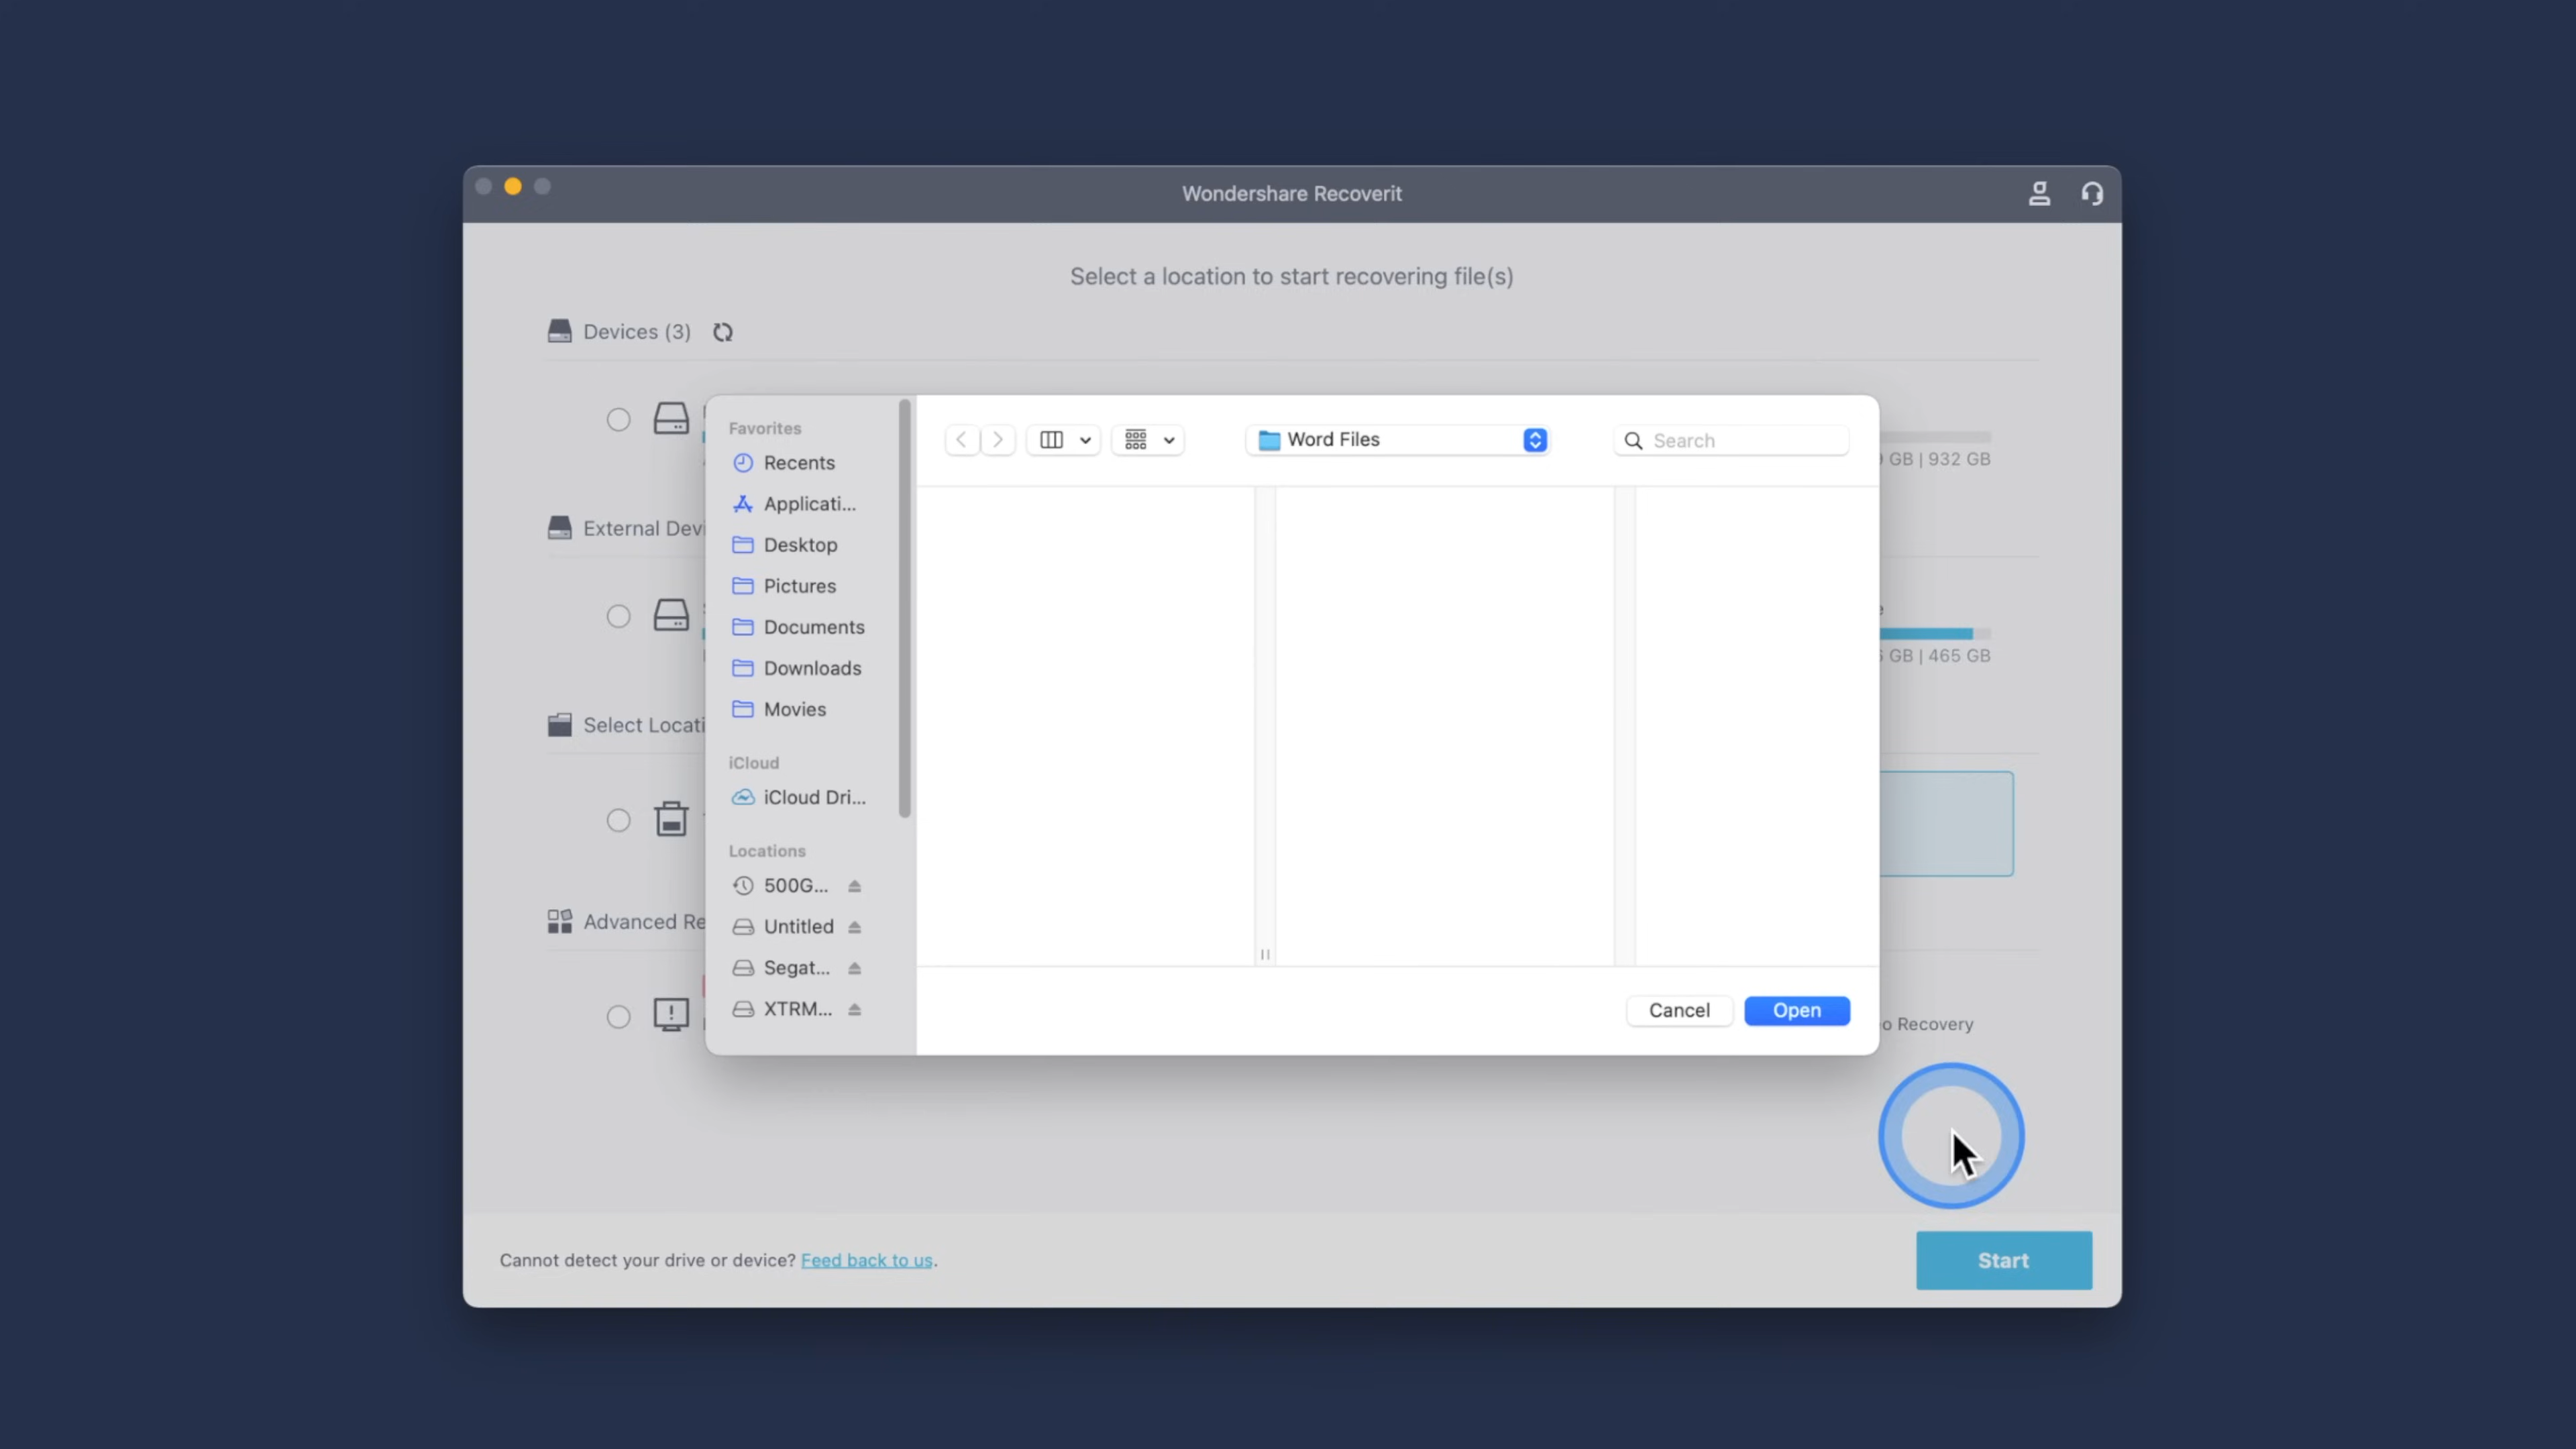 Wondershare Recoverit
Select a location to start recovering file(s)
Devices (3)
GB | 932 GB
External Devi
GB | 465 GB
Select Locati
Advanced Re
Recovery
Favorites
Recents
Applicati...
Desktop
Pictures
Documents
Downloads
Movies
iCloud
iCloud Dri...
Locations
500G...
Untitled
Segat...
XTRM...
Word Files
Search
Cancel
Open
Cannot detect your drive or device? Feed back to us.
Start